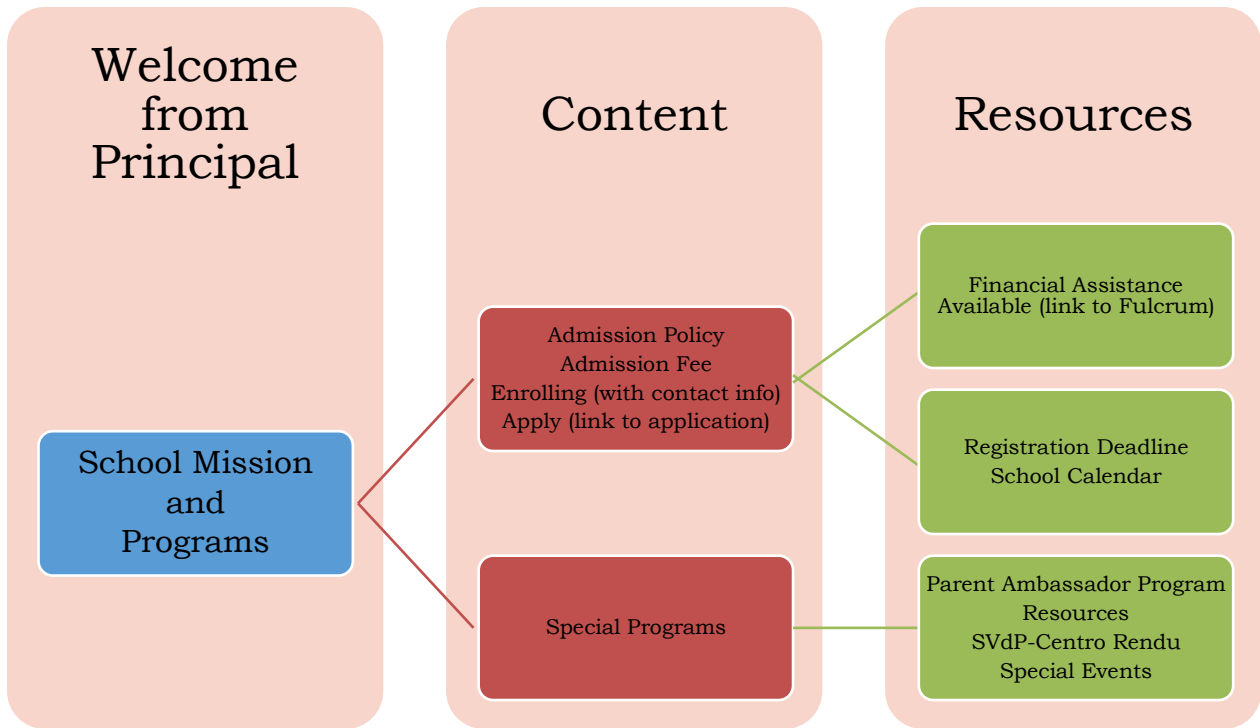 Welcome
from
Principal
School Mission
and
Programs
Content
Admission Policy
Admission Fee
Enrolling (with contact info)
Apply (link to application)
Special Programs
Resources
Financial Assistance
Available (link to Fulcrum)
Registration Deadline
School Calendar
Parent Ambassador Program
Resources
SVdP-Centro Rendu
Special Events